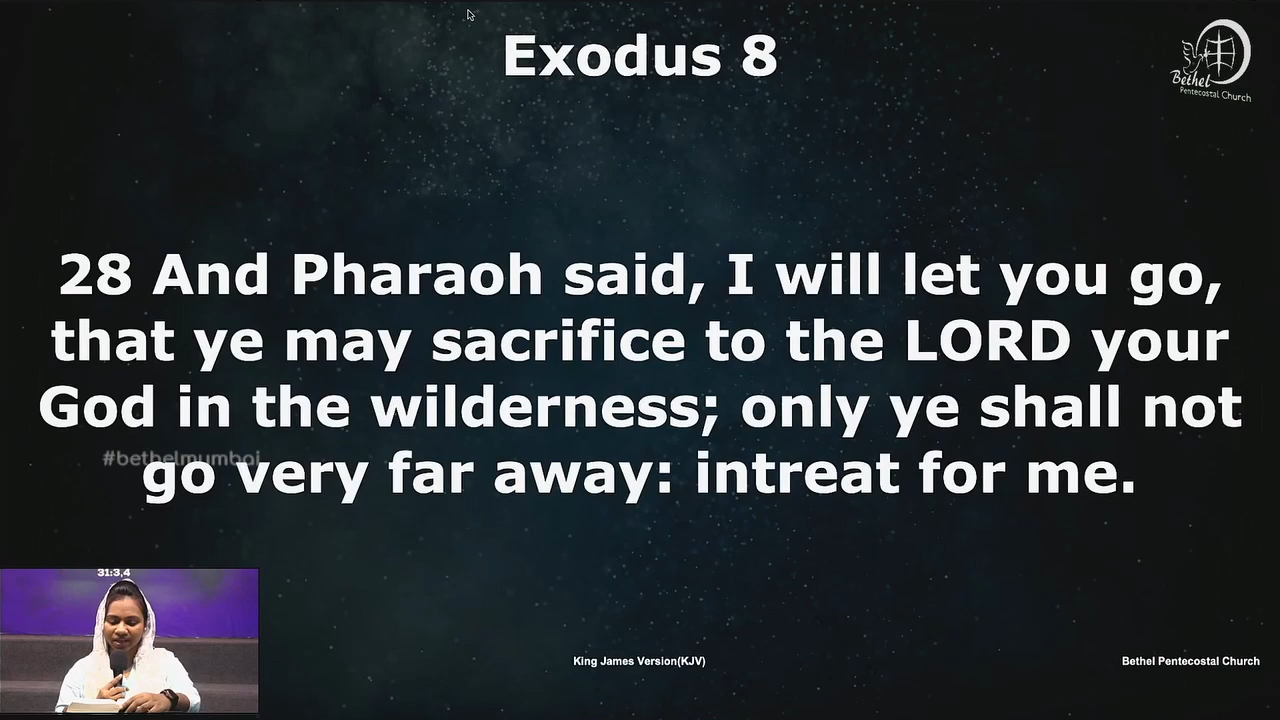 Exodus 8
Bethel
Pentecostal Church
28 And Pharaoh said, I will let you go,
that ye may sacrifice to the LORD your
God in the wilderness; only ye shall not
#bethelmumbai
go very far away: intreat for me.
31:3,4
King James Version(KJV)
Bethel Pentecostal Church